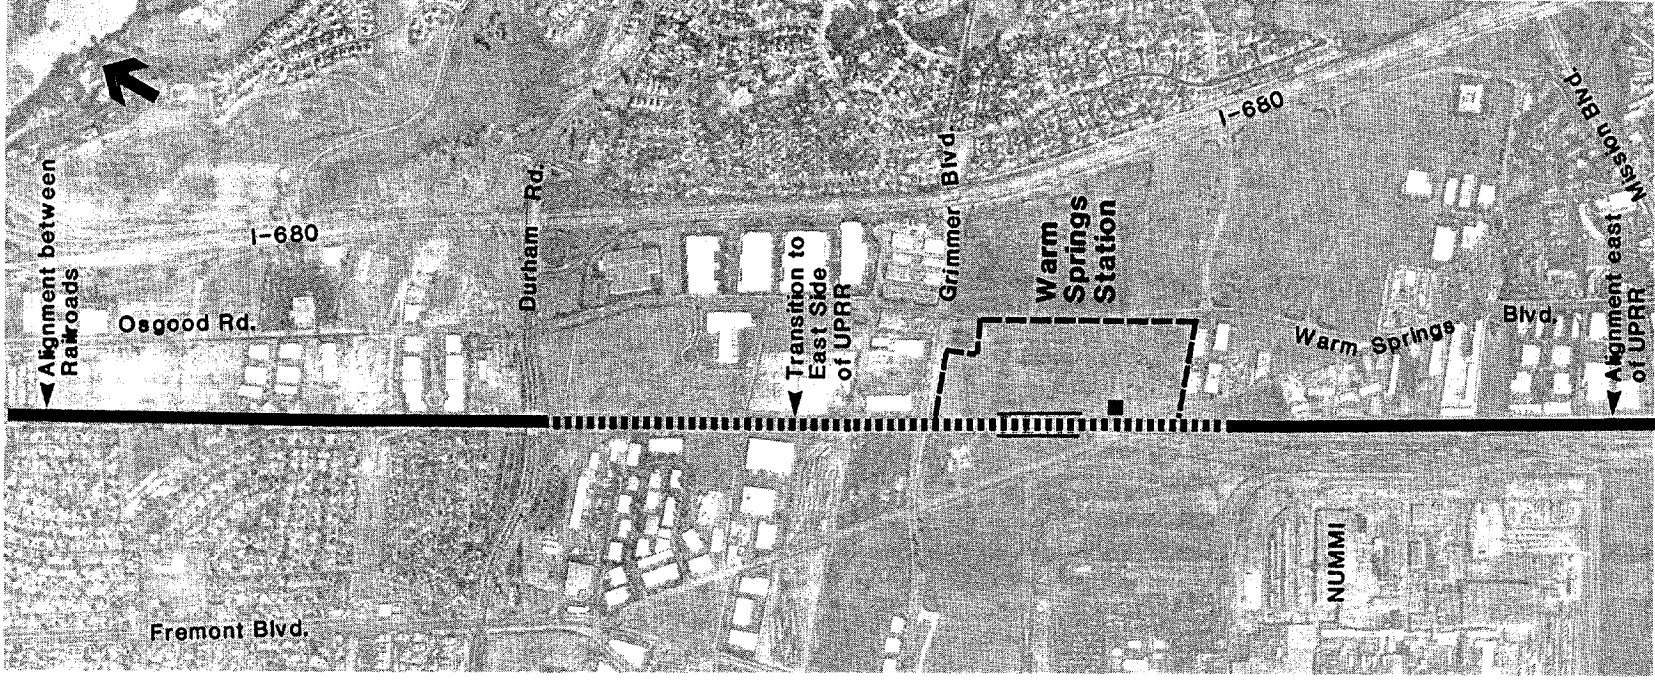 Alignment between
Railroads
I-680
Osgood Rd.
Durham Rd.
Transition to
East Side
of UPRR
Grimmer Blvd.
Warm
Springs
Station
I-680
Mission Blvd.
Warm Springs Blvd.
Alignment east
of UPRR
Fremont Blvd.
NUMMI